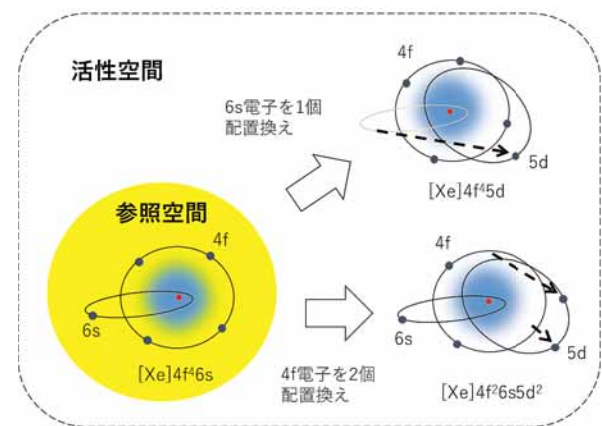 活性空間
4f
6s電子を1個
配置換え
5d
[Xe]4f⁴5d
参照空間
4f
6s
[Xe]4f⁴6s
4f電子を2個
配置換え
4f
6s
5d
[Xe]4f²6s5d²